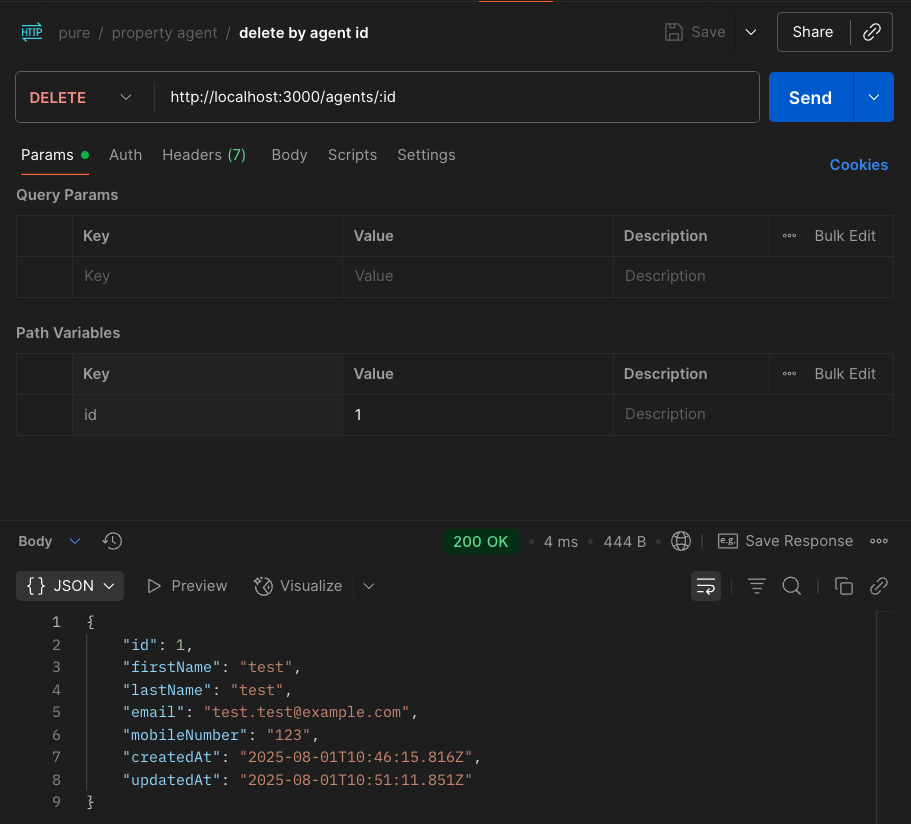 HTTP pure / property agent / delete by agent id Save Share
DELETE http://localhost:3000/agents/:id Send
Params Auth Headers (7) Body Scripts Settings Cookies
Query Params
Key Value Description Bulk Edit
Key Value Description
Path Variables
Key Value Description Bulk Edit
id 1 Description
Body 200 OK 4 ms 444 B e.g. Save Response
{} JSON Preview Visualize
1 {
2 "id": 1,
3 "firstName": "test",
4 "lastName": "test",
5 "email": "test.test@example.com",
6 "mobileNumber": "123",
7 "createdAt": "2025-08-01T10:46:15.816Z",
8 "updatedAt": "2025-08-01T10:51:11.851Z"
9 }